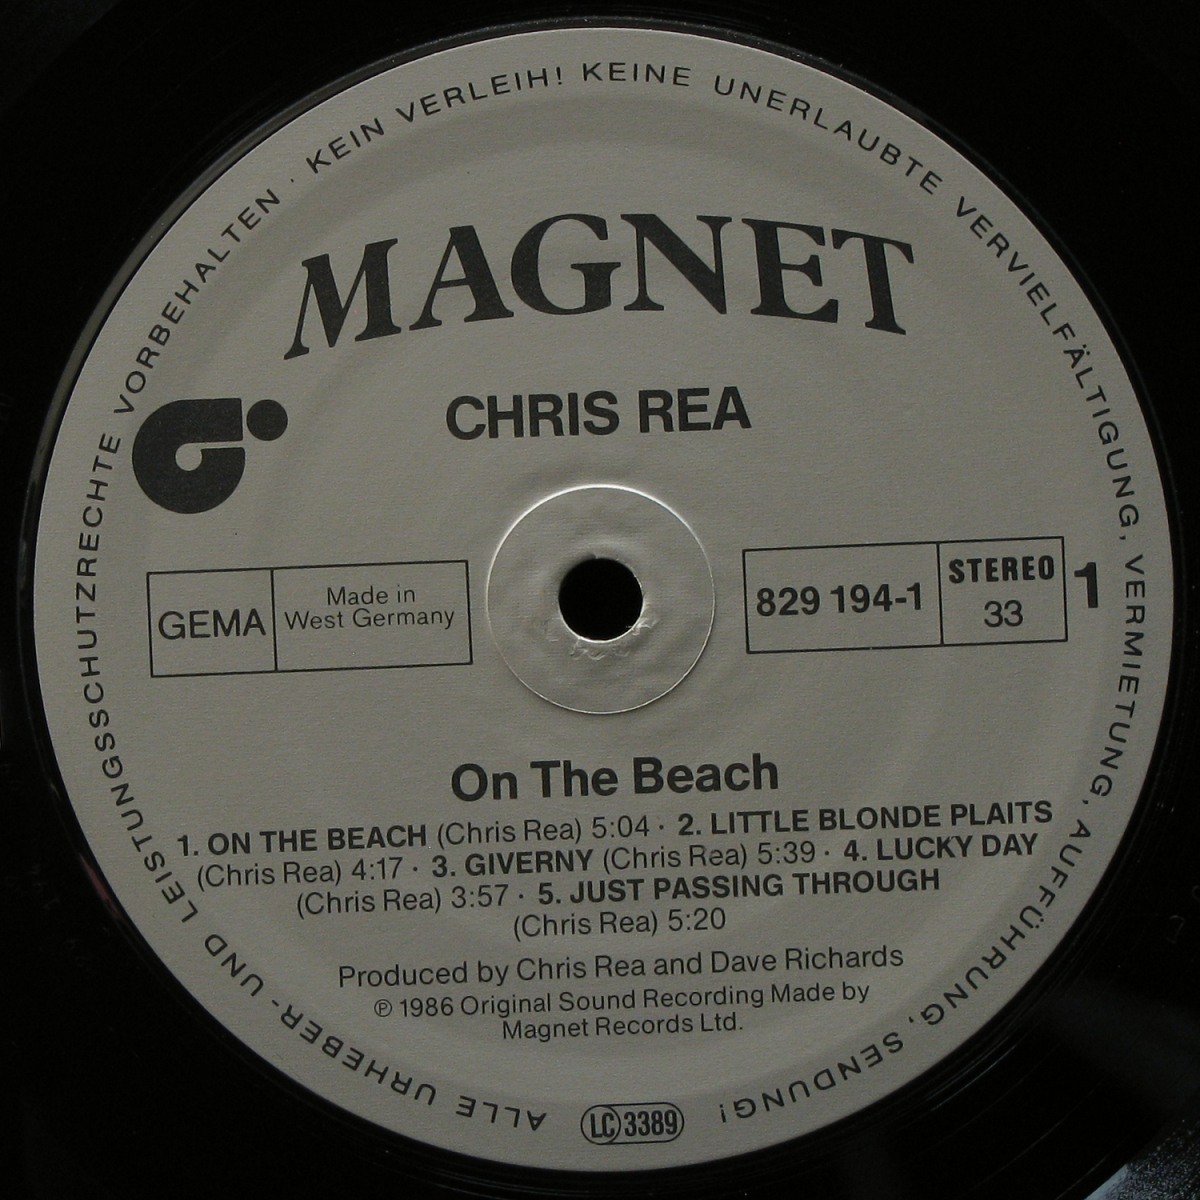 ALLE URHEBER- UND LEISTUNGSSCHUTZRECHTE VORBEHALTEN · KEIN VERLEIH! KEINE UNERLAUBTE VERVIELFÄLTIGUNG, VERMIETUNG, AUFFÜHRUNG, SENDUNG!
MAGNET
CHRIS REA
GEMA
Made in
West Germany
829 194-1
STEREO
33
1
On The Beach
1. ON THE BEACH (Chris Rea) 5:04 · 2. LITTLE BLONDE PLAITS
(Chris Rea) 4:17 · 3. GIVERNY (Chris Rea) 5:39 · 4. LUCKY DAY
(Chris Rea) 3:57 · 5. JUST PASSING THROUGH
(Chris Rea) 5:20
Produced by Chris Rea and Dave Richards
℗ 1986 Original Sound Recording Made by
Magnet Records Ltd.
LC 3389